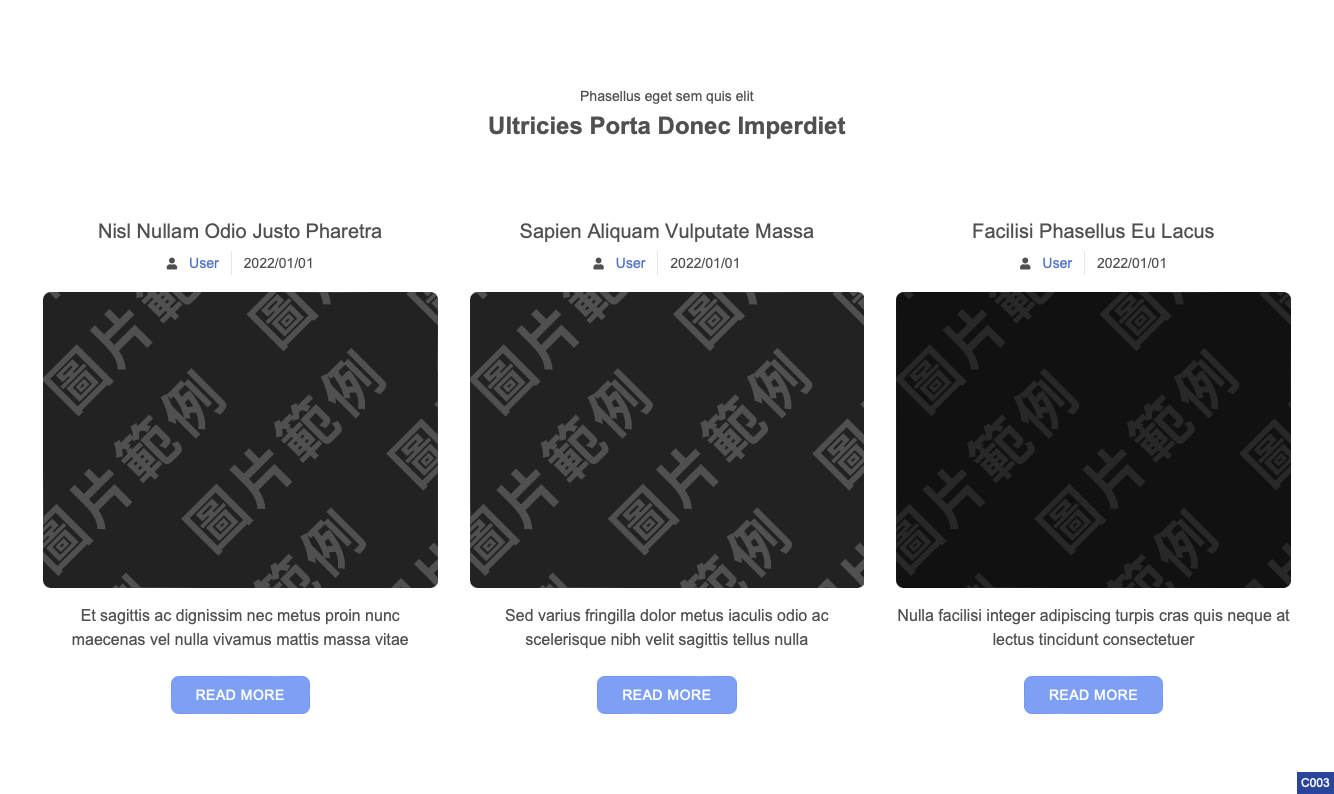 Phasellus eget sem quis elit
Ultricies Porta Donec Imperdiet
Nisl Nullam Odio Justo Pharetra
User 2022/01/01
圖片範例
圖片範例
圖片範例
Et sagittis ac dignissim nec metus proin nunc
maecenas vel nulla vivamus mattis massa vitae
READ MORE
Sapien Aliquam Vulputate Massa
User 2022/01/01
圖片範例
圖片範例
圖片範例
Sed varius fringilla dolor metus iaculis odio ac
scelerisque nibh velit sagittis tellus nulla
READ MORE
Facilisi Phasellus Eu Lacus
User 2022/01/01
圖片範例
圖片範例
圖片範例
Nulla facilisi integer adipiscing turpis cras quis neque at
lectus tincidunt consectetuer
READ MORE
C003